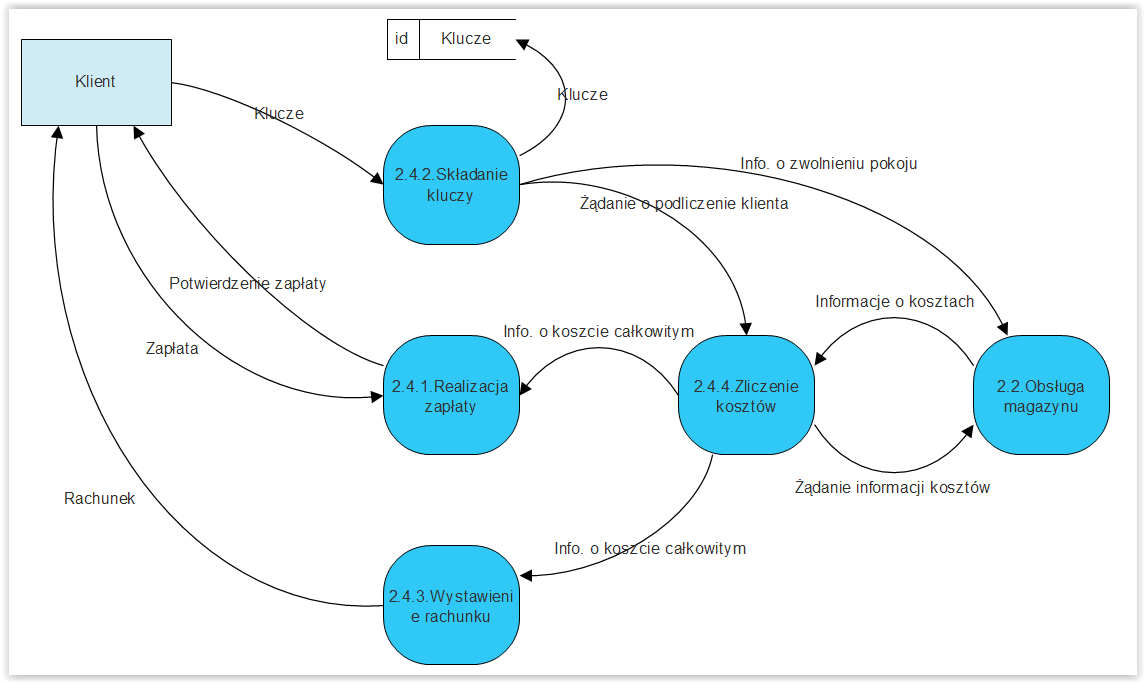 id Klucze
Klient
Klucze
Klucze
2.4.2.Składanie
kluczy
Info. o zwolnieniu pokoju
Żądanie o podliczenie klienta
Potwierdzenie zapłaty
Informacje o kosztach
Info. o koszcie całkowitym
Zapłata
2.4.1.Realizacja
zapłaty
2.4.4.Zliczenie
kosztów
2.2.Obsługa
magazynu
Rachunek
Żądanie informacji kosztów
Info. o koszcie całkowitym
2.4.3.Wystawieni
e rachunku